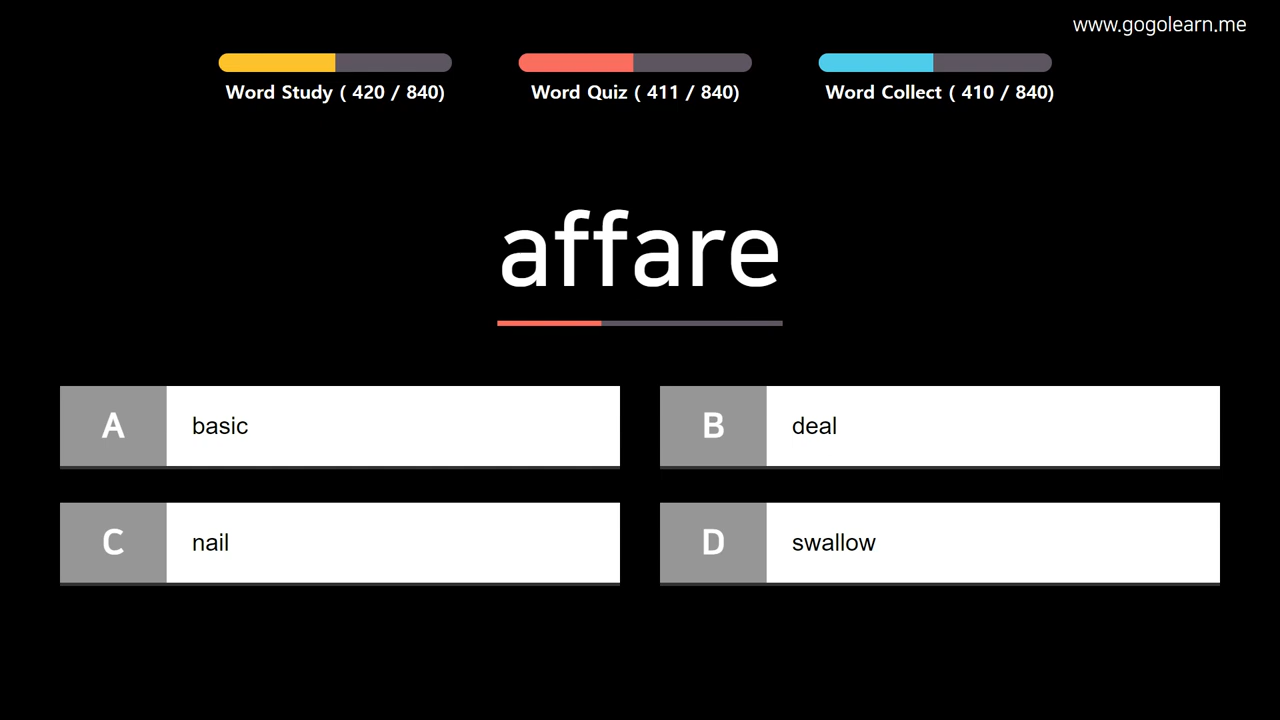 www.gogolearn.me
Word Study ( 420 / 840)
Word Quiz ( 411 / 840)
Word Collect ( 410 / 840)
affare
A basic
B deal
C nail
D swallow